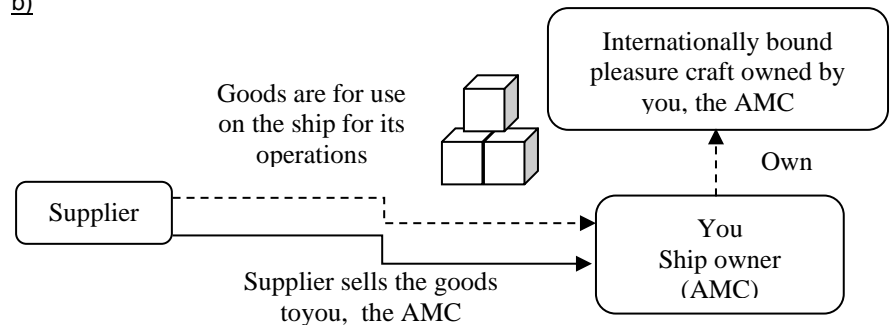 b)
Internationally bound
pleasure craft owned by
you, the AMC
Goods are for use
on the ship for its
operations
Own
Supplier
You
Ship owner
(AMC)
Supplier sells the goods
toyou, the AMC